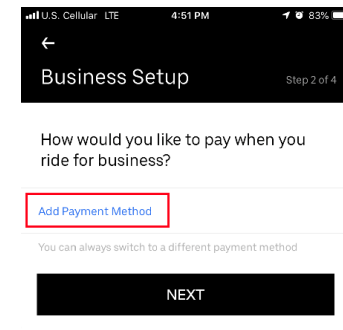 U.S. Cellular LTE 4:51 PM 83%
Business Setup
Step 2 of 4
How would you like to pay when you
ride for business?
Add Payment Method
You can always switch to a different payment method
NEXT